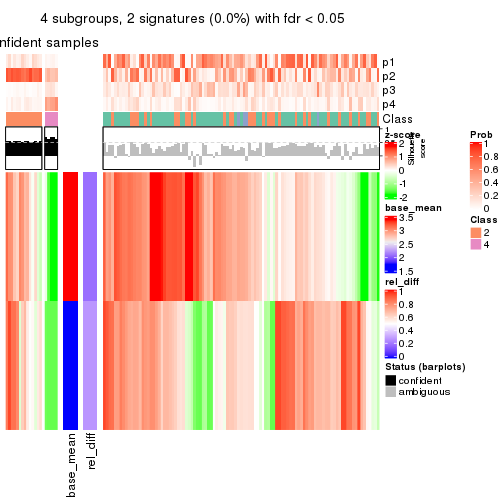 4 subgroups, 2 signatures (0.0%) with fdr < 0.05
nfident samples
p1
p2
p3
p4
Class
1
Silhouette
score
z-score
2
1
0
-1
-2
base_mean
3.5
3
2.5
2
1.5
rel_diff
1
0.8
0.6
0.4
0.2
0
Status (barplots)
confident
ambiguous
Prob
1
0.8
0.6
0.4
0.2
0
Class
2
4
base_mean
rel_diff